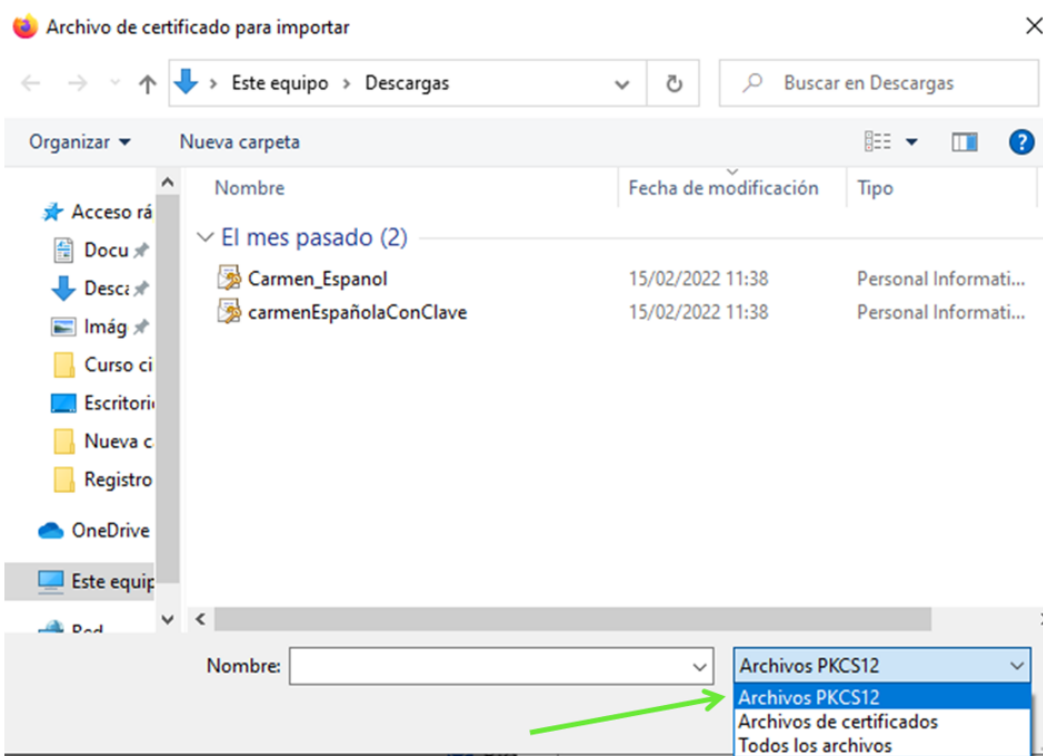 Archivo de certificado para importar
Este equipo > Descargas
Buscar en Descargas
Organizar
Nueva carpeta
Nombre Fecha de modificación Tipo
Acceso rá
Docu
Desca
Imág
Curso ci
Escritori
Nueva c
Registro
OneDrive
Este equip
El mes pasado (2)
Carmen_Espanol 15/02/2022 11:38 Personal Informati...
carmenEspañolaConClave 15/02/2022 11:38 Personal Informati...
Nombre:
Archivos PKCS12
Archivos PKCS12
Archivos de certificados
Todos los archivos